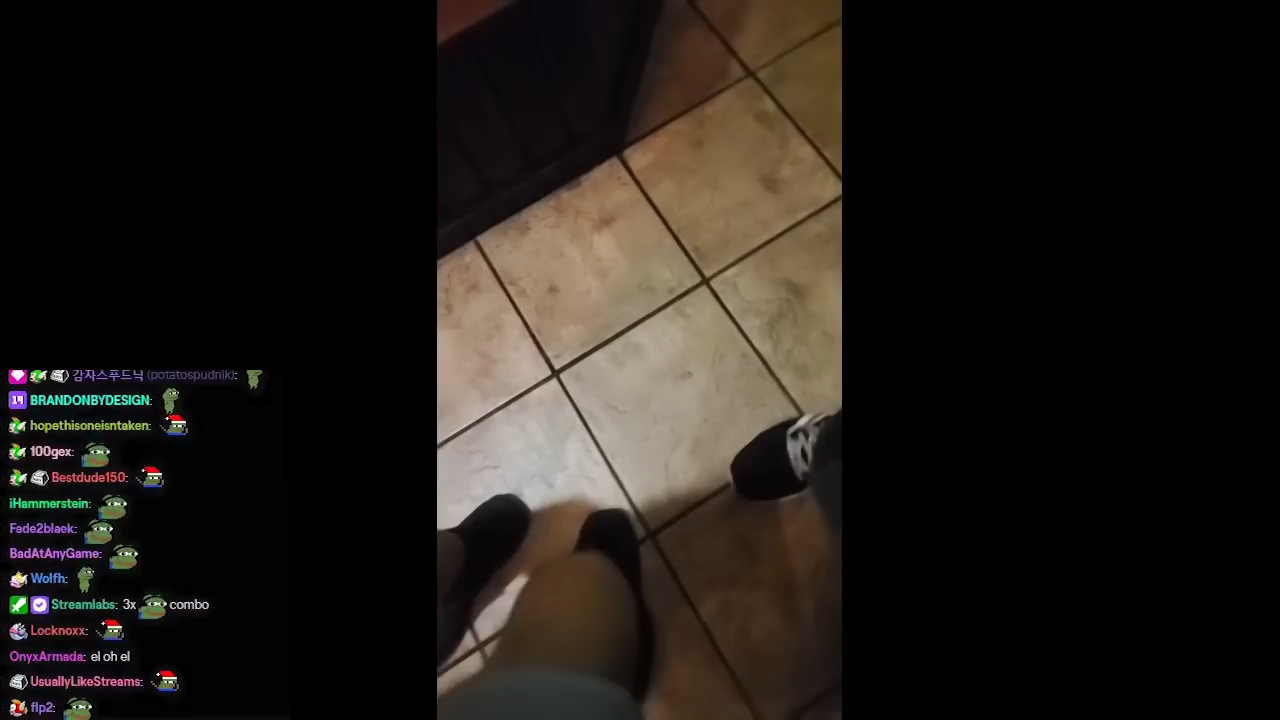 감자스푸드닉 (potatospudnik):
14 BRANDONBYDESIGN:
hopethisoneisntaken:
100gex:
Bestdude150:
iHammerstein:
Fade2blaek:
BadAtAnyGame:
Wolfh:
Streamlabs: 3x combo
Locknoxx:
OnyxArmada: el oh el
UsuallyLikeStreams:
flp2: